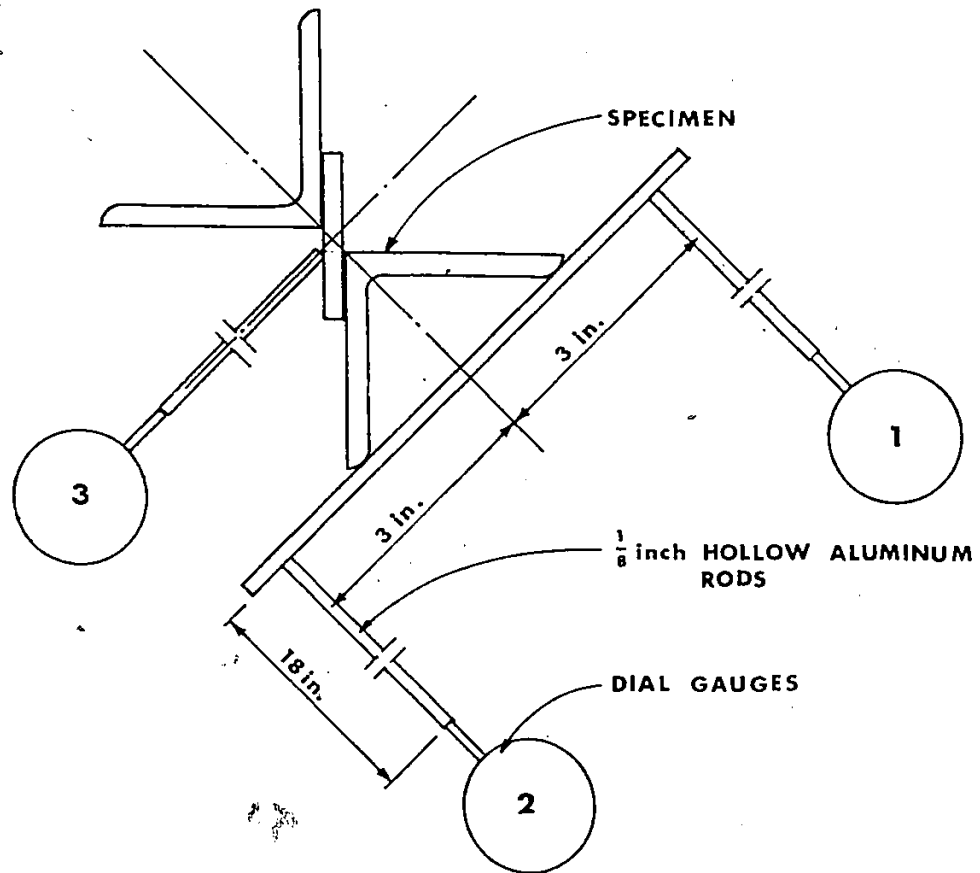 SPECIMEN
3 in.
1
3
3 in.
1/8 inch HOLLOW ALUMINUM
RODS
18 in.
DIAL GAUGES
2